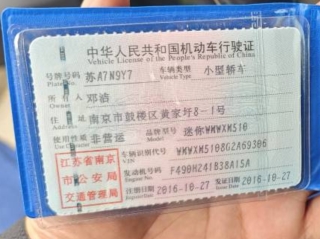 中华人民共和国机动车行驶证
Vehicle License of the People's Republic of China
号牌号码 苏A7N9Y7 车辆类型 小型轿车
Plate No. Vehicle Type
所有人 邓洁
Owner
住址 南京市鼓楼区黄家圩8-1号
Address
使用性质 非营运 品牌型号 迷你WMWXM510
Use Character Model
江苏省南京
市公安局
交通管理局
车辆识别代号 WMWXM5108G2A69306
VIN
发动机号码 F490H241B38A15A
Engine No.
注册日期 2016-10-27 发证日期 2016-10-27
Register Date Issue Date